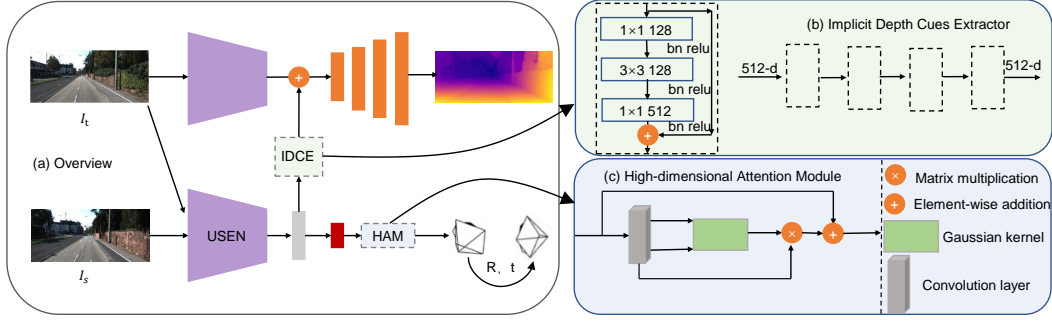 I_t
(a) Overview
IDCE
USEN
HAM
I_s
R, t
(b) Implicit Depth Cues Extractor
1×1 128
bn relu
3×3 128
bn relu
1×1 512
bn relu
512-d
512-d
(c) High-dimensional Attention Module
Matrix multiplication
Element-wise addition
Gaussian kernel
Convolution layer